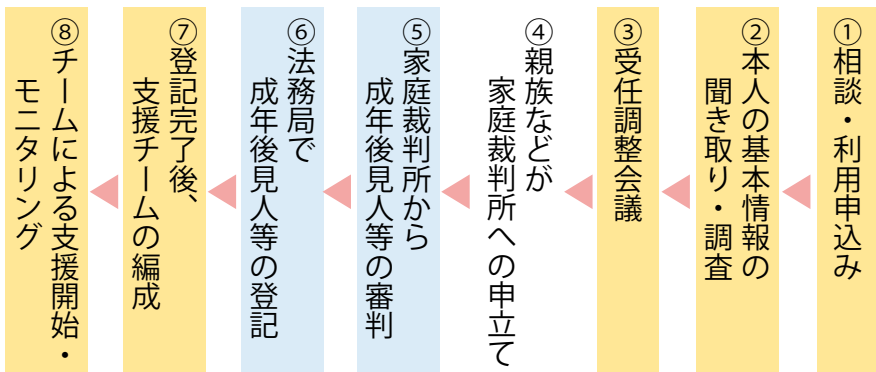 ①相談・利用申込み
②本人の基本情報の
聞き取り・調査
③受任調整会議
④親族などが
家庭裁判所への申立て
⑤家庭裁判所から
成年後見人等の審判
⑥法務局で
成年後見人等の登記
⑦登記完了後、
支援チームの編成
⑧チームによる支援開始・
モニタリング